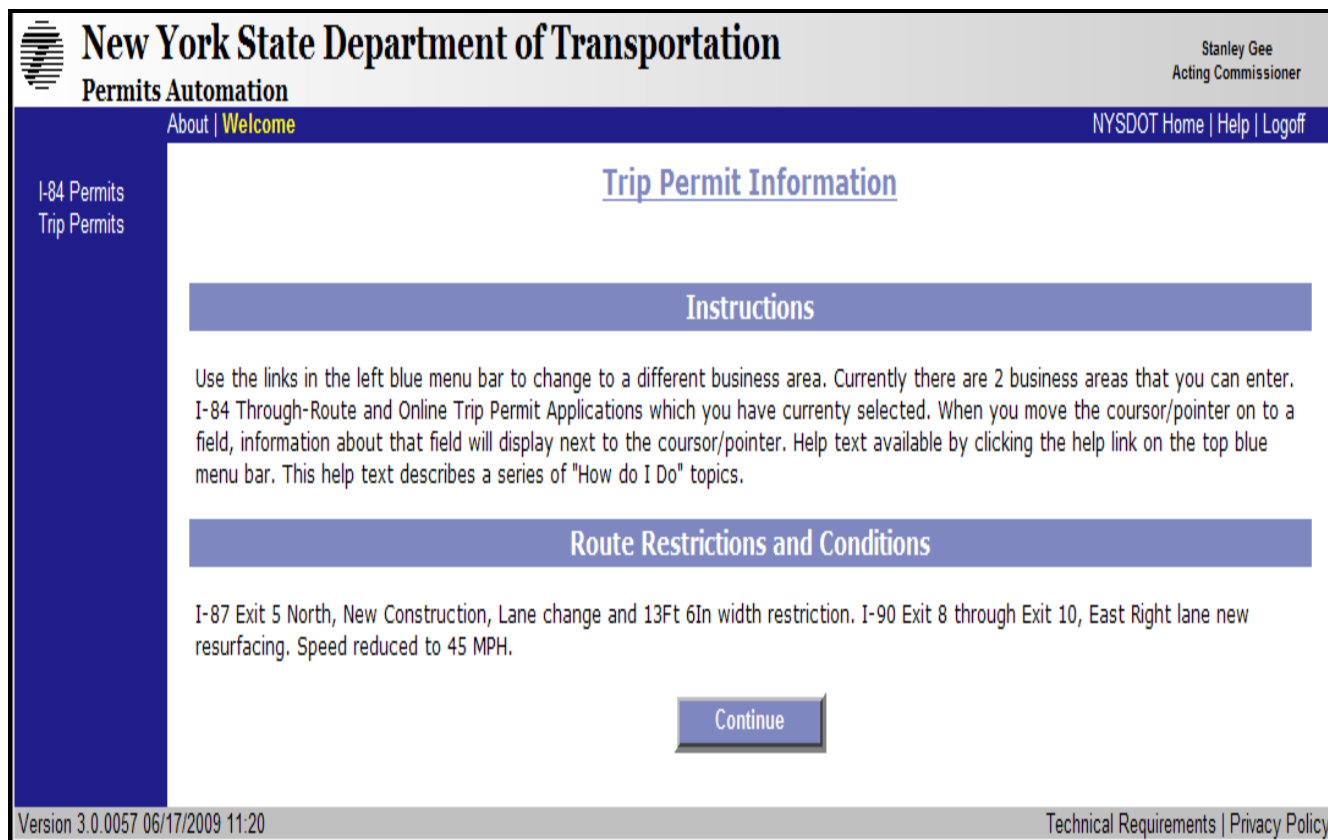 New York State Department of Transportation
Permits Automation
Stanley Gee
Acting Commissioner
About | Welcome
NYSDOT Home | Help | Logoff
I-84 Permits
Trip Permits
Trip Permit Information
Instructions
Use the links in the left blue menu bar to change to a different business area. Currently there are 2 business areas that you can enter.
I-84 Through-Route and Online Trip Permit Applications which you have currenty selected. When you move the coursor/pointer on to a
field, information about that field will display next to the coursor/pointer. Help text available by clicking the help link on the top blue
menu bar. This help text describes a series of "How do I Do" topics.
Route Restrictions and Conditions
I-87 Exit 5 North, New Construction, Lane change and 13Ft 6In width restriction. I-90 Exit 8 through Exit 10, East Right lane new
resurfacing. Speed reduced to 45 MPH.
Continue
Version 3.0.0057 06/17/2009 11:20
Technical Requirements | Privacy Policy